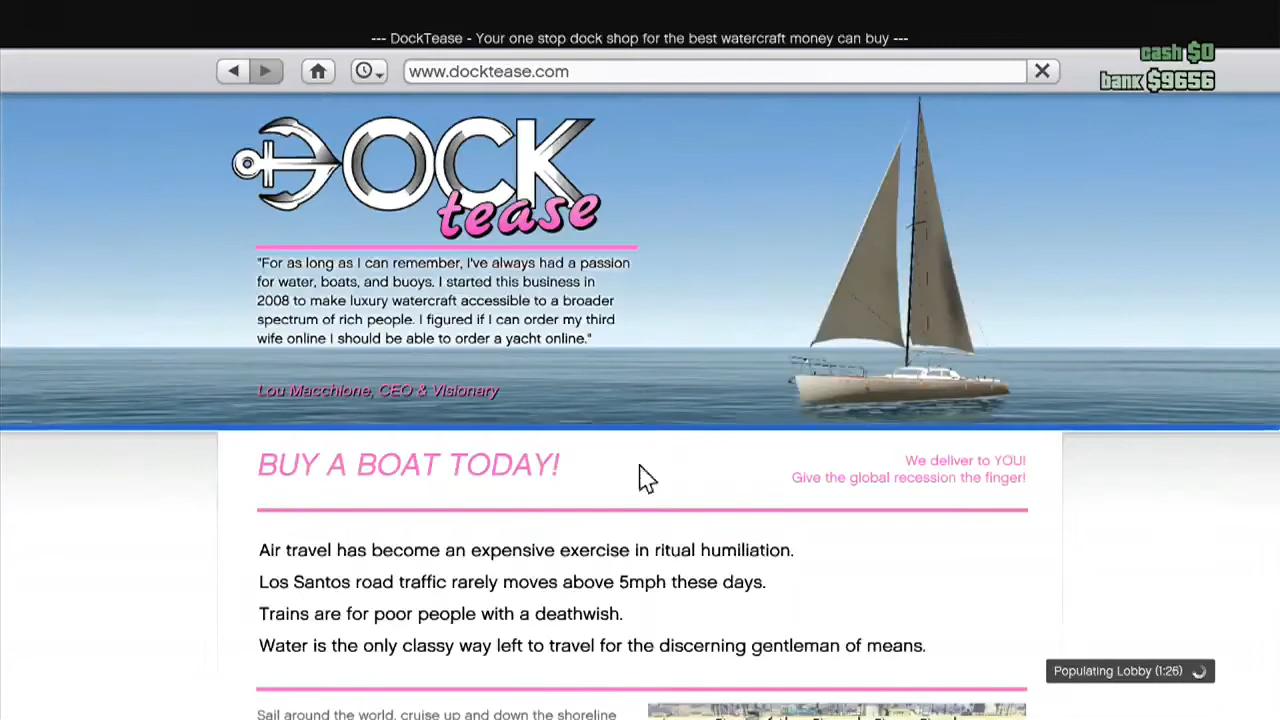 --- DockTease - Your one stop dock shop for the best watercraft money can buy ---
cash $0
www.docktease.com
bank $9656
DOCK
tease
"For as long as I can remember, I've always had a passion
for water, boats, and buoys. I started this business in
2008 to make luxury watercraft accessible to a broader
spectrum of rich people. I figured if I can order my third
wife online I should be able to order a yacht online."
Lou Macchione, CEO & Visionary
BUY A BOAT TODAY!
We deliver to YOU!
Give the global recession the finger!
Air travel has become an expensive exercise in ritual humiliation.
Los Santos road traffic rarely moves above 5mph these days.
Trains are for poor people with a deathwish.
Water is the only classy way left to travel for the discerning gentleman of means.
Populating Lobby (1:26)
Sail around the world, cruise up and down the shoreline